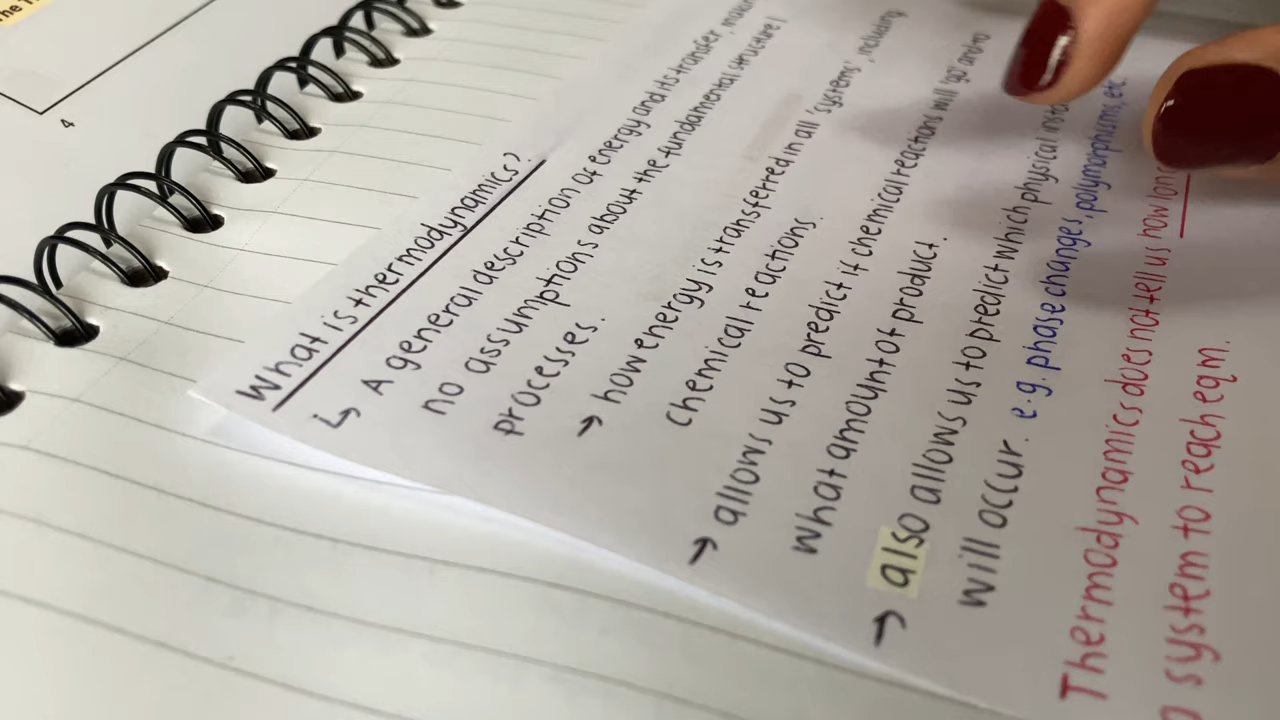 he
4
What is thermodynamics?
↳ A general description of energy and its transfer, making
no assumptions about the fundamental structure /
processes.
→ how energy is transferred in all 'systems', including
chemical reactions.
→ allows us to predict if chemical reactions will 'go' and to
what amount of product.
→ also allows us to predict which physical
will occur. e.g. phase changes, polymorphisms, etc.
Thermodynamics does not tell us how long
system to reach eqm.